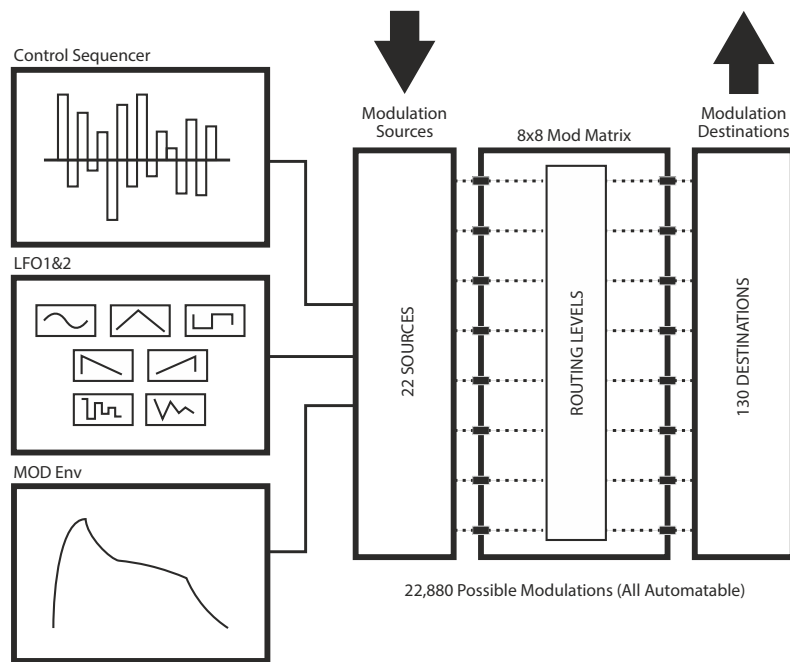 Control Sequencer
LFO1&2
MOD Env
Modulation
Sources
22 SOURCES
8x8 Mod Matrix
ROUTING LEVELS
Modulation
Destinations
130 DESTINATIONS
22,880 Possible Modulations (All Automatable)